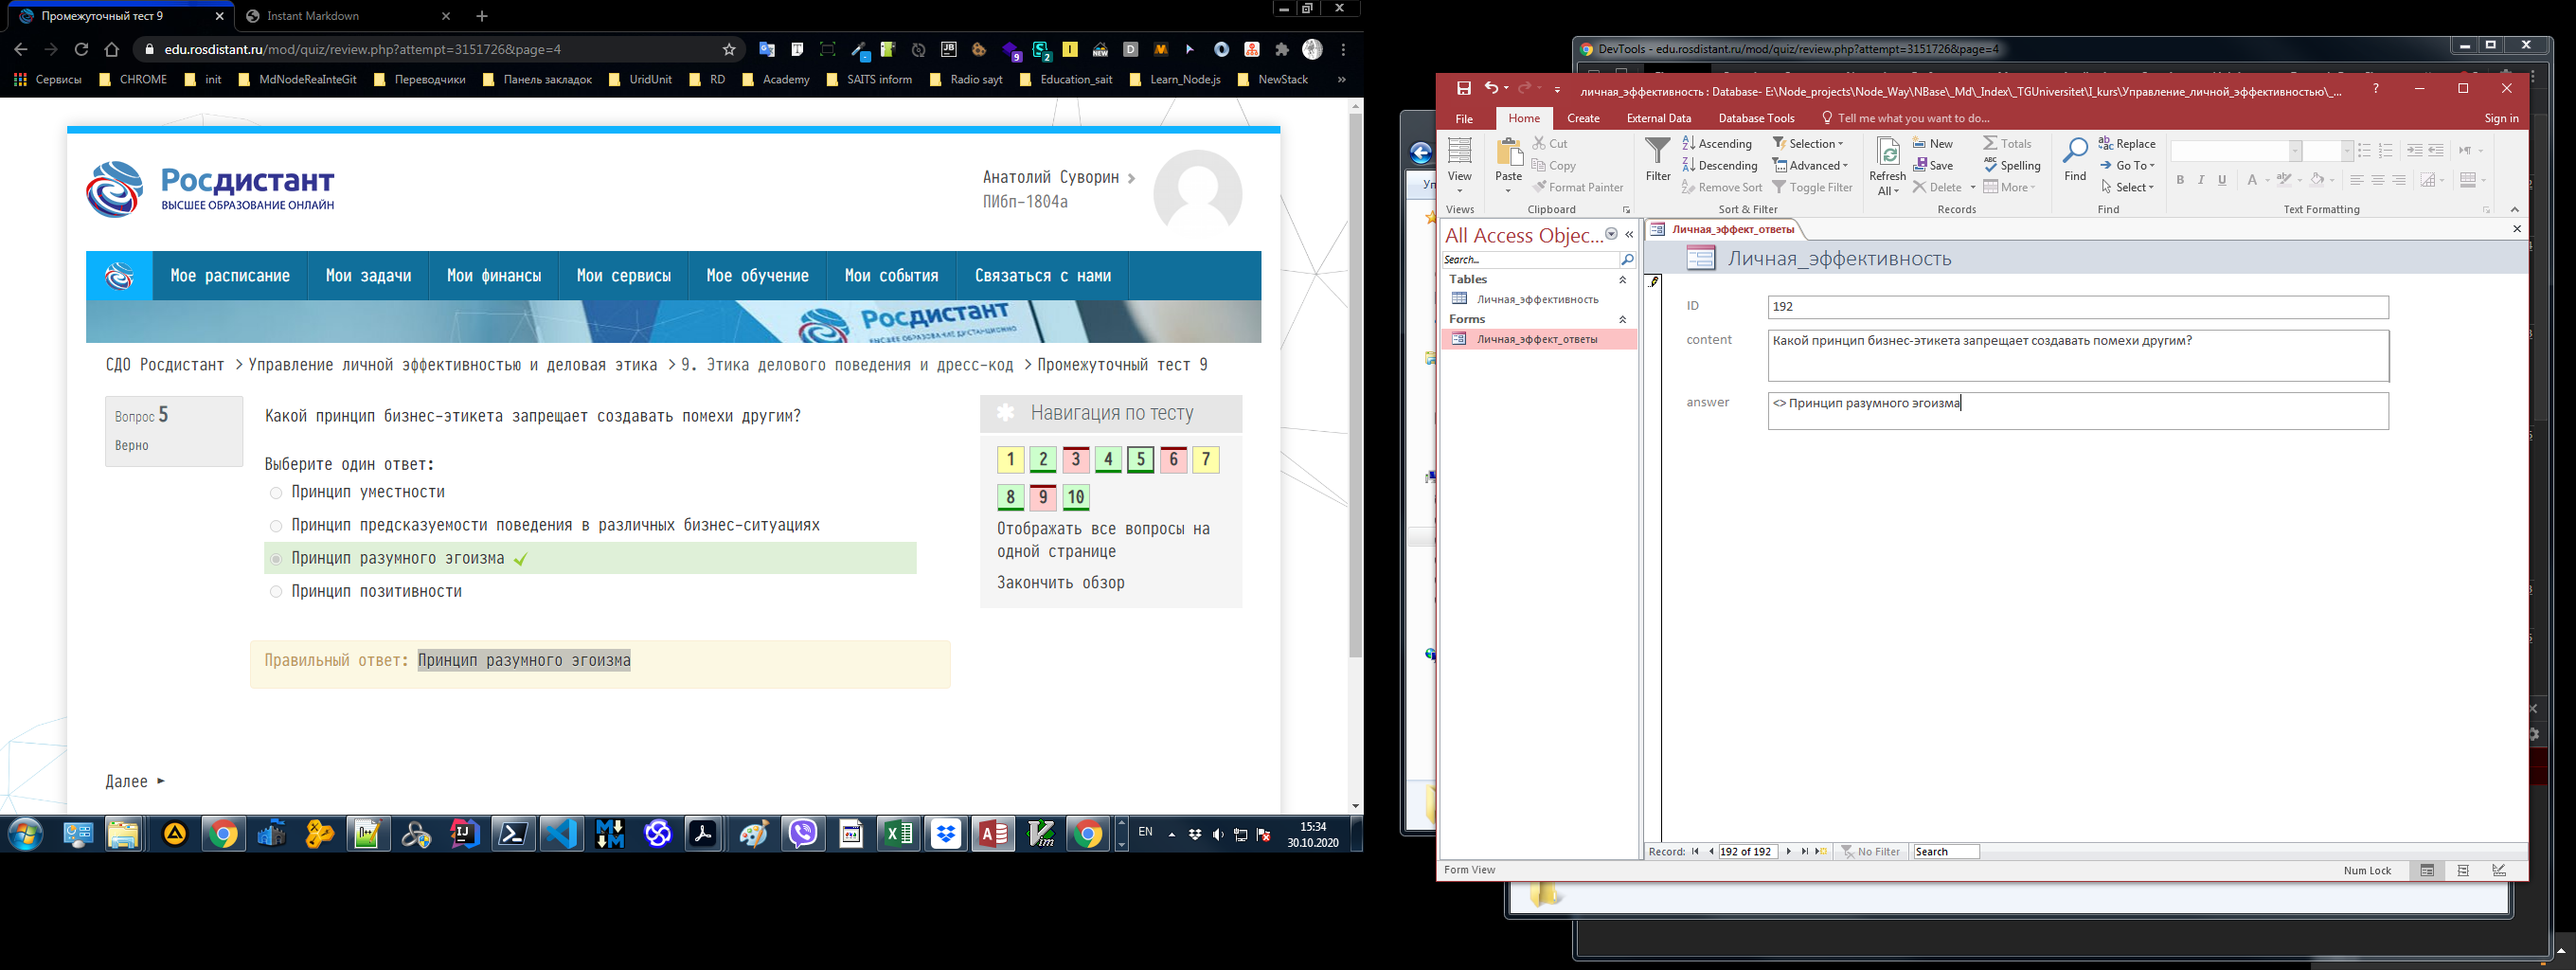 Промежуточный тест 9
Instant Markdown
edu.rosdistant.ru/mod/quiz/review.php?attempt=3151726&page=4
Сервисы CHROME init MdNodeReaInteGit Переводчики Панель закладок UridUnit RD Academy SAITS inform Radio sayt Education_sait Learn_Node.js NewStack »
Росдистант
ВЫСШЕЕ ОБРАЗОВАНИЕ ОНЛАЙН
Анатолий Суворин
ПИбп-1804а
Мое расписание Мои задачи Мои финансы Мои сервисы Мое обучение Мои события Связаться с нами
Росдистант
СДО Росдистант > Управление личной эффективностью и деловая этика > 9. Этика делового поведения и дресс-код > Промежуточный тест 9
Вопрос 5
Верно
Какой принцип бизнес-этикета запрещает создавать помехи другим?
Выберите один ответ:
Принцип уместности
Принцип предсказуемости поведения в различных бизнес-ситуациях
Принцип разумного эгоизма
Принцип позитивности
Правильный ответ: Принцип разумного эгоизма
Далее ►
Навигация по тесту
1 2 3 4 5 6 7
8 9 10
Отображать все вопросы на
одной странице
Закончить обзор
EN
15:34
30.10.2020
DevTools - edu.rosdistant.ru/mod/quiz/review.php?attempt=3151726&page=4
личная_эффективность : Database- E:\Node_projects\Node_Way\NBase\_Md\_Index\_TGUniversitet\I_kurs\Управление_личной_эффективностью\_...
File Home Create External Data Database Tools Tell me what you want to do... Sign in
View
Views
Paste
Cut
Copy
Format Painter
Clipboard
Filter
Ascending
Descending
Remove Sort
Selection
Advanced
Toggle Filter
Sort & Filter
Refresh
All
New
Save
Delete
Totals
Spelling
More
Records
Find
Replace
Go To
Select
Find
B I U A
Text Formatting
All Access Objec...
Search...
Tables
Личная_эффективность
Forms
Личная_эффект_ответы
Личная_эффект_ответы
Личная_эффективность
ID 192
content Какой принцип бизнес-этикета запрещает создавать помехи другим?
answer <> Принцип разумного эгоизма
Record: 192 of 192 No Filter Search
Form View
Num Lock